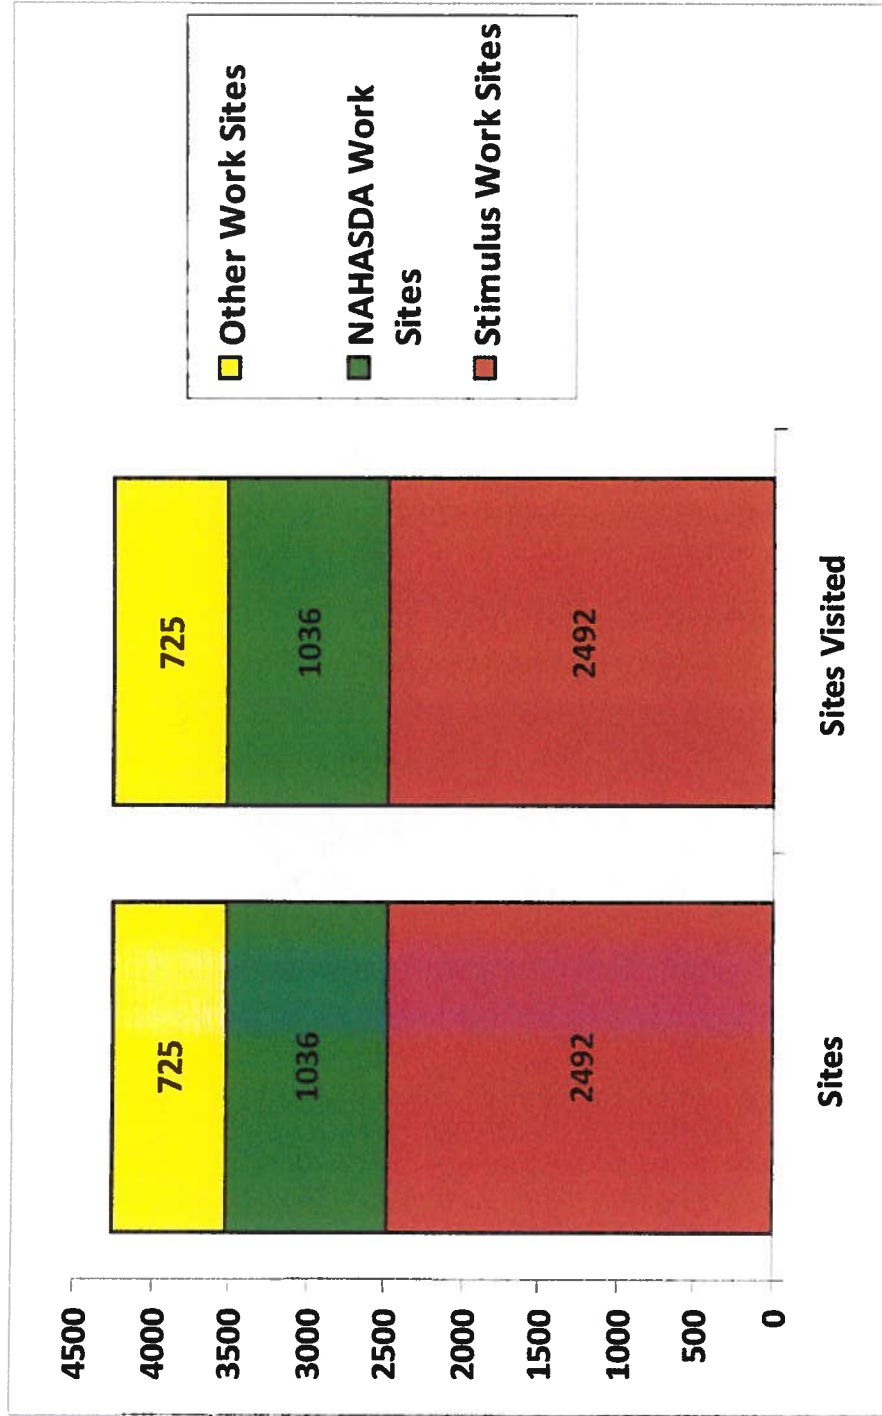 4500
4000
3500
3000
2500
2000
1500
1000
500
0
725
1036
2492
725
1036
2492
Sites
Sites Visited
Other Work Sites
NAHASDA Work
Sites
Stimulus Work Sites